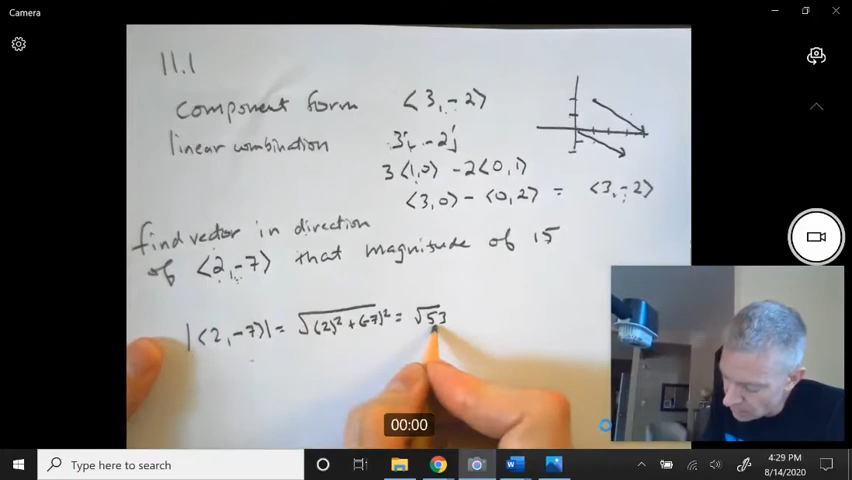 Camera
11.1
component form <3, -2>
linear combination 3i, -2j
3<1,0> - 2<0,1>
<3,0> - <0,2> = <3,-2>
find vector in direction
of <2,-7> that magnitude of 15
|<2,-7>| = √(2)²+(-7)² = √53
00:00
Type here to search
4:29 PM
8/14/2020